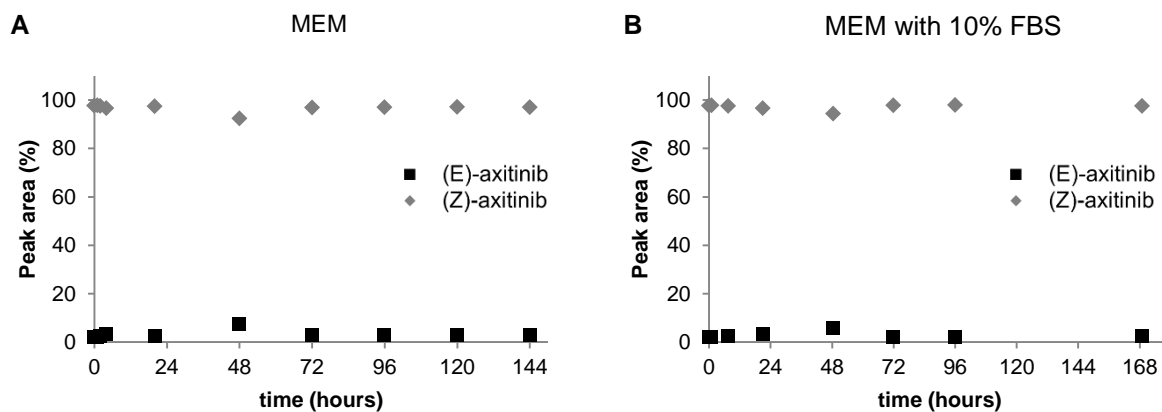 A
MEM
Peak area (%)
100
80
60
40
20
0
(E)-axitinib
(Z)-axitinib
0 24 48 72 96 120 144
time (hours)
B
MEM with 10% FBS
Peak area (%)
100
80
60
40
20
0
(E)-axitinib
(Z)-axitinib
0 24 48 72 96 120 144 168
time (hours)